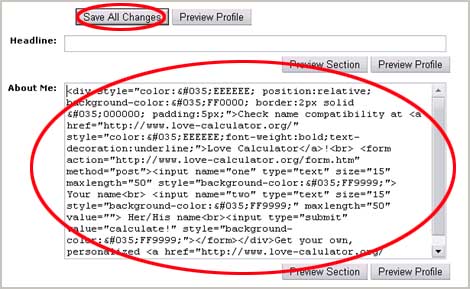 Save All Changes Preview Profile
Headline:
Preview Section Preview Profile
About Me:
<div style="color:&#035;EEEEEE; position:relative;
background-color:&#035;FF0000; border:2px solid
&#035;000000; padding:5px;">Check name compatibility at <a
href="http://www.love-calculator.org/"
style="color:&#035;EEEEEE;font-weight:bold;text-
decoration:underline;">Love Calculator</a>!<br> <form
action="http://www.love-calculator.org/form.htm"
method="post"><input name="one" type="text" size="15"
maxlength="50" style="background-color:&#035;FF9999;">
Your name<br> <input name="two" type="text" size="15"
style="background-color:&#035;FF9999;" maxlength="50"
value=""> Her/His name<br><input type="submit"
value="calculate!" style="background-
color:&#035;FF9999;"></form></div>Get your own,
personalized <a href="http://www.love-calulator.org/
Preview Section Preview Profile